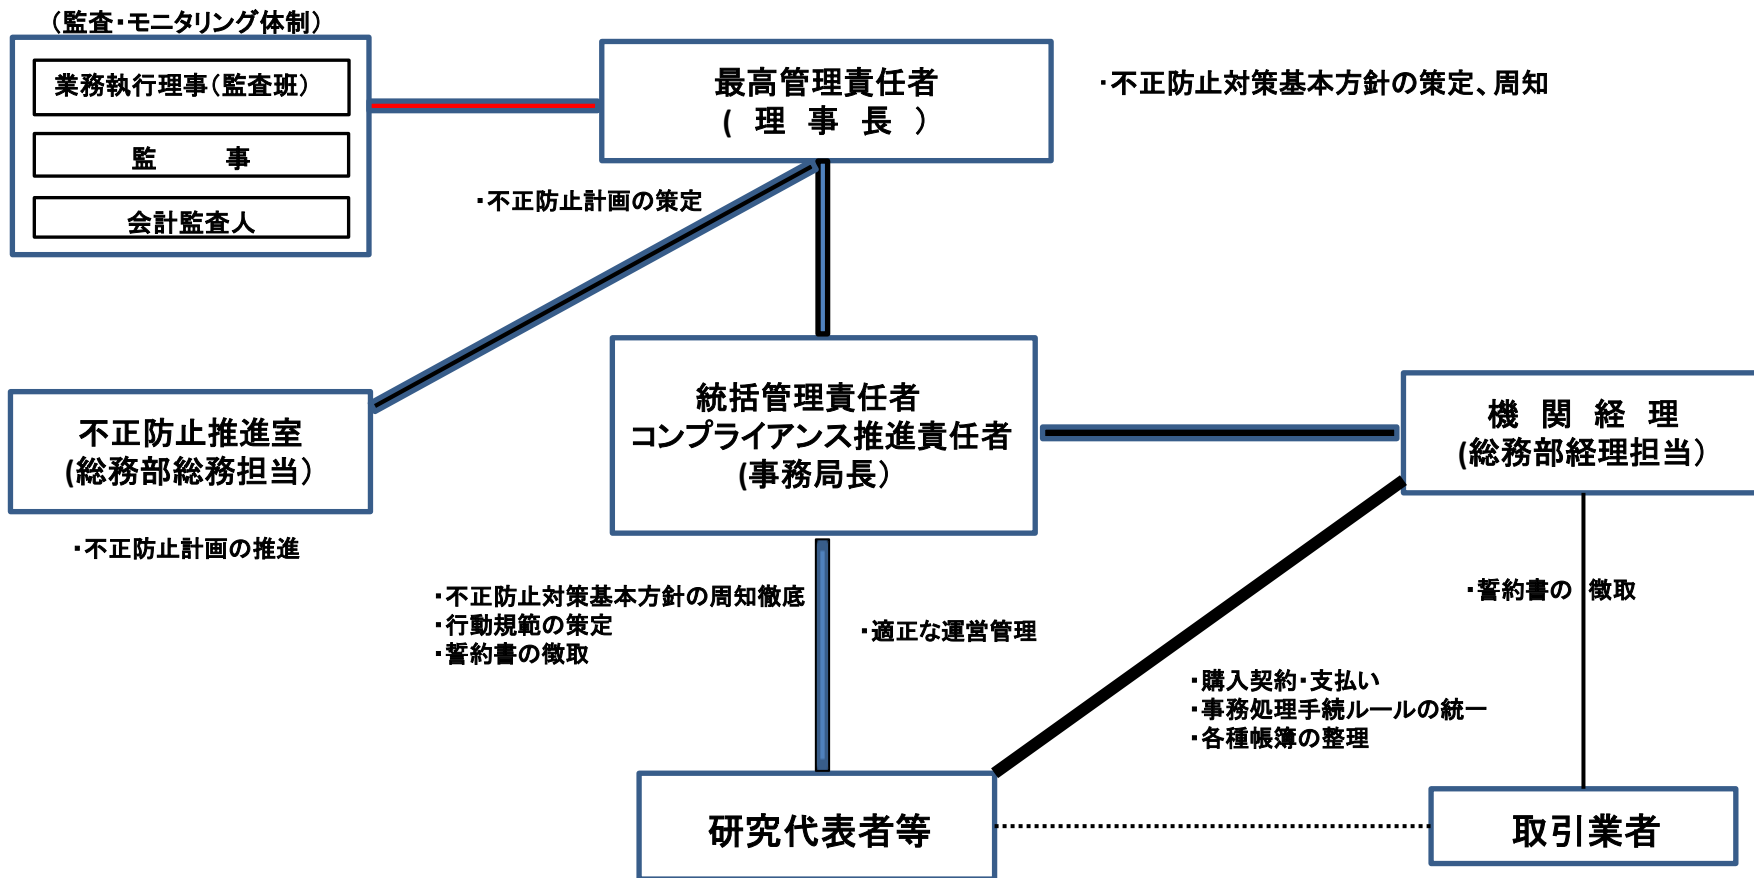 （監査・モニタリング体制）
業務執行理事（監査班）
監　　事
会計監査人
最高管理責任者
(　理　事　長　）
・不正防止対策基本方針の策定、周知
・不正防止計画の策定
不正防止推進室
(総務部総務担当）
・不正防止計画の推進
統括管理責任者
コンプライアンス推進責任者
(事務局長）
機　関　経　理
(総務部経理担当）
・不正防止対策基本方針の周知徹底
・行動規範の策定
・誓約書の徴取
・適正な運営管理
・誓約書の 徴取
・購入契約・支払い
・事務処理手続ルールの統一
・各種帳簿の整理
研究代表者等
取引業者